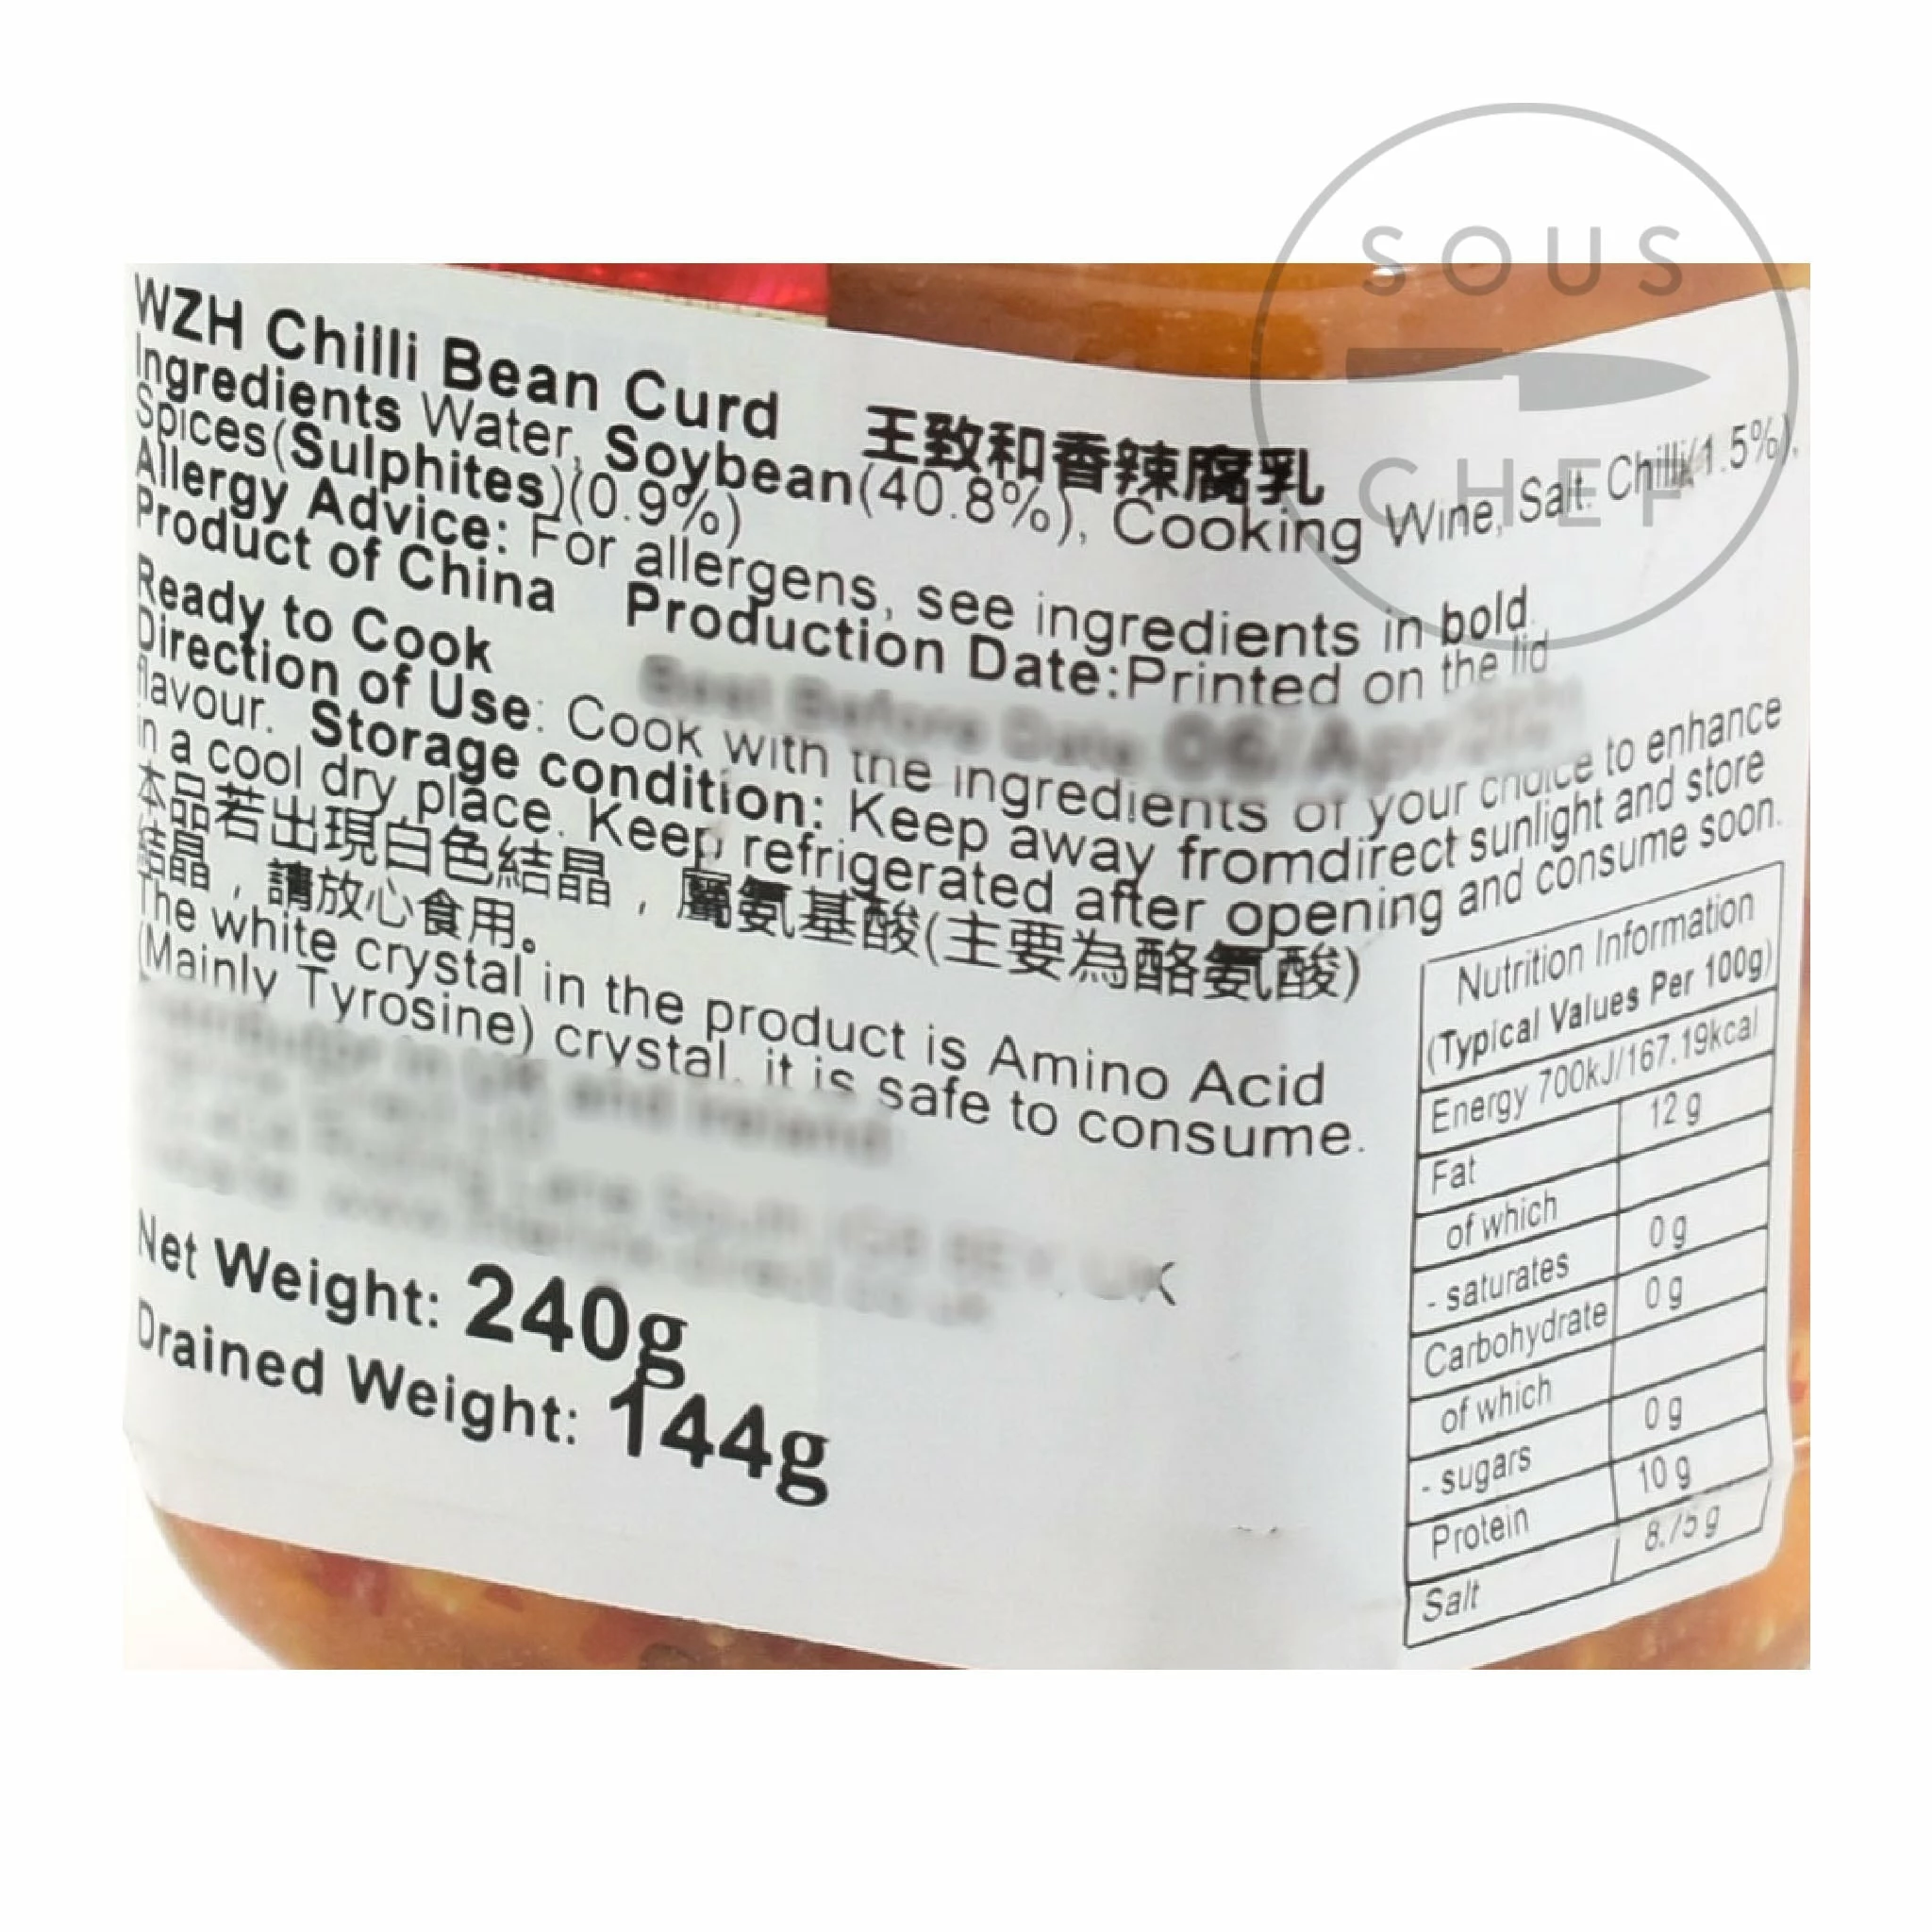 SOUS
CHEF
WZH Chilli Bean Curd 王致和香辣腐乳
Ingredients Water, Soybean(40.8%), Cooking Wine, Salt. Chilli(1.5%),
Spices(Sulphites)(0.9%)
Allergy Advice: For allergens, see ingredients in bold.
Product of China Production Date:Printed on the lid
Ready to Cook Best Before Date
Direction of Use: Cook with the ingredients of your choice to enhance
flavour. Storage condition: Keep away fromdirect sunlight and store
in a cool dry place. Keep refrigerated after opening and consume soon.
本品若出現白色結晶，屬氨基酸(主要為酪氨酸)
結晶，請放心食用。
The white crystal in the product is Amino Acid
(Mainly Tyrosine) crystal, it is safe to consume.
UK
Net Weight: 240g
Drained Weight: 144g
Nutrition Information
(Typical Values Per 100g)
Energy 700kJ/167.19kcal
Fat 12 g
of which
- saturates 0 g
Carbohydrate 0 g
of which
- sugars 0 g
Protein 10 g
Salt 8.75 g